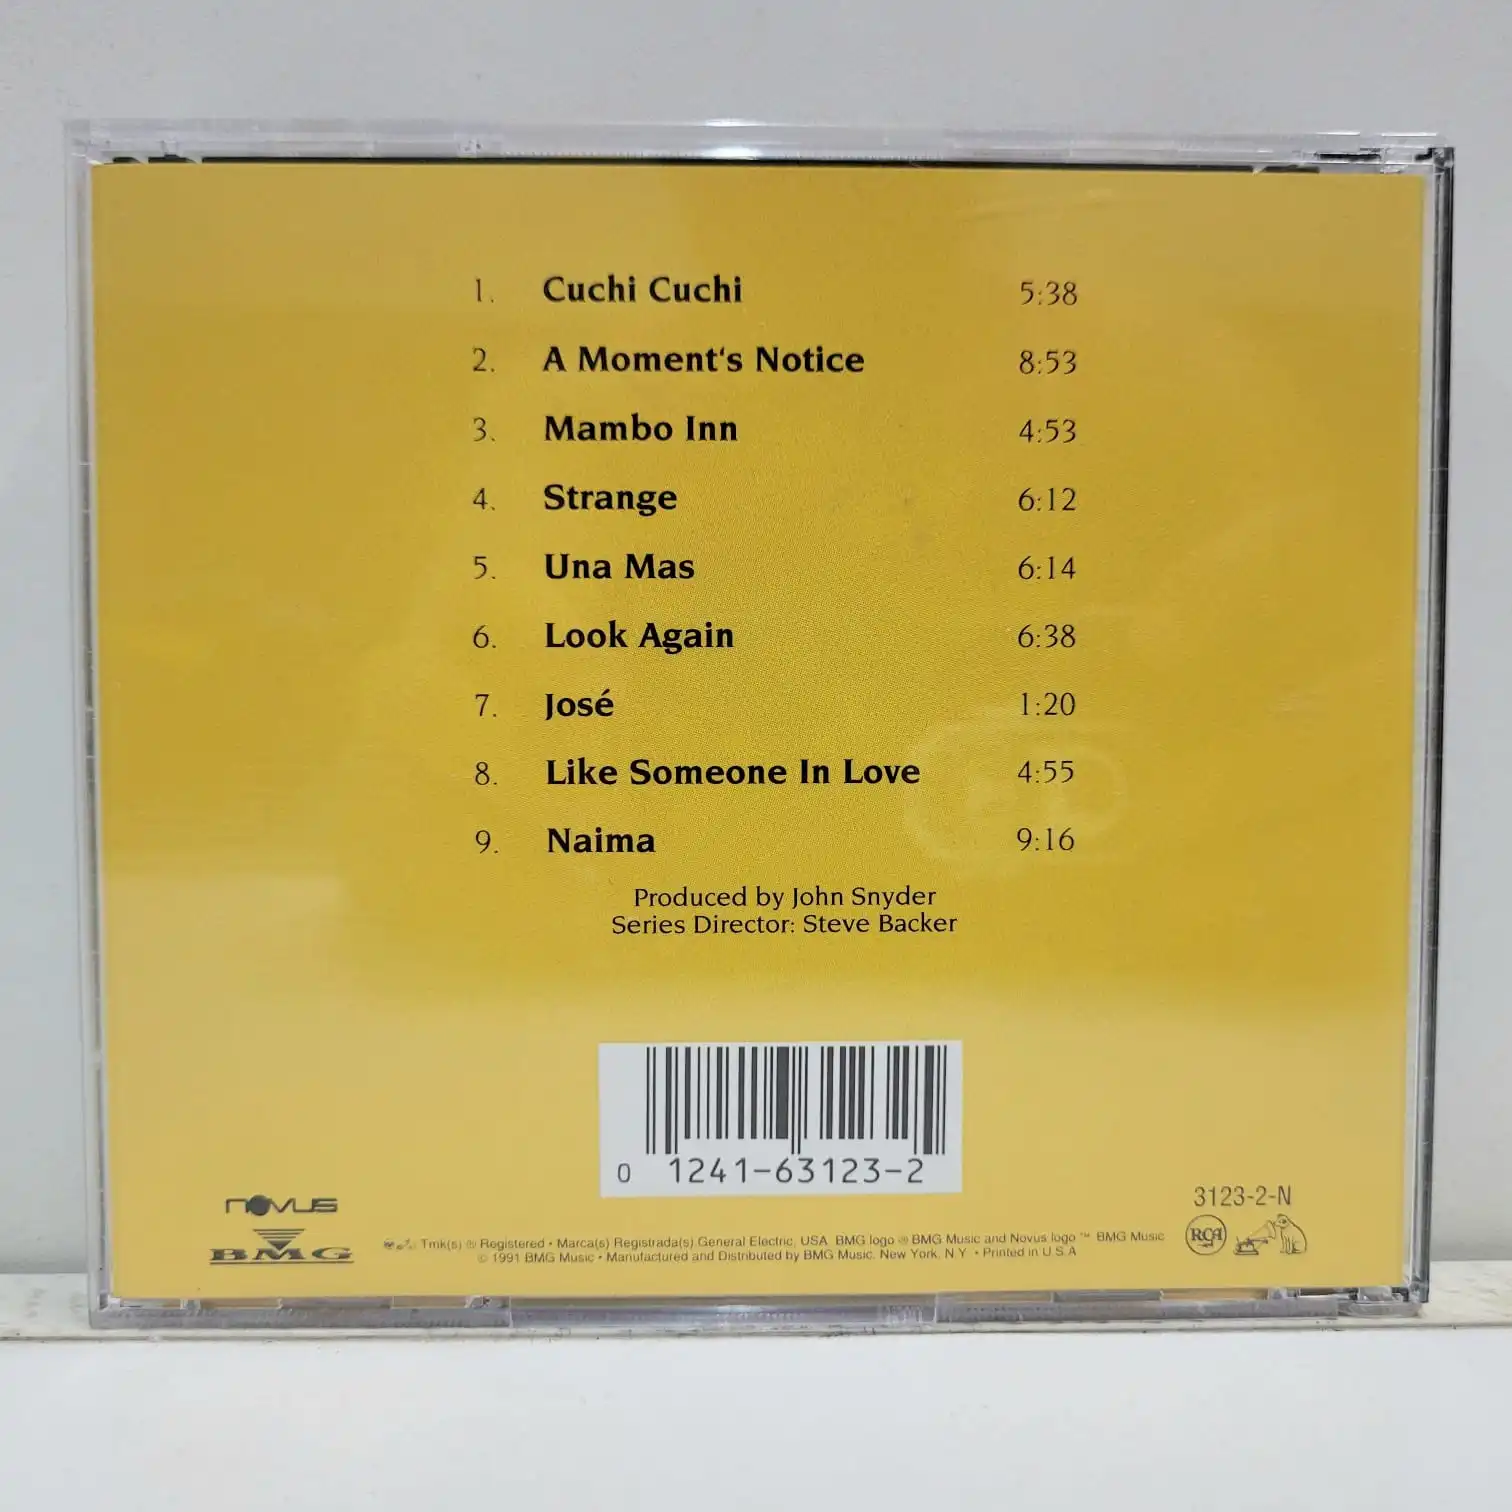 1. Cuchi Cuchi 5:38
2. A Moment's Notice 8:53
3. Mambo Inn 4:53
4. Strange 6:12
5. Una Mas 6:14
6. Look Again 6:38
7. José 1:20
8. Like Someone In Love 4:55
9. Naima 9:16
Produced by John Snyder
Series Director: Steve Backer
0 1241-63123-2
NOVUS
BMG
Tmk(s) ® Registered • Marca(s) Registrada(s) General Electric, USA. BMG logo ® BMG Music and Novus logo ™ BMG Music
© 1991 BMG Music • Manufactured and Distributed by BMG Music, New York, N.Y. • Printed in U.S.A
3123-2-N
RCA